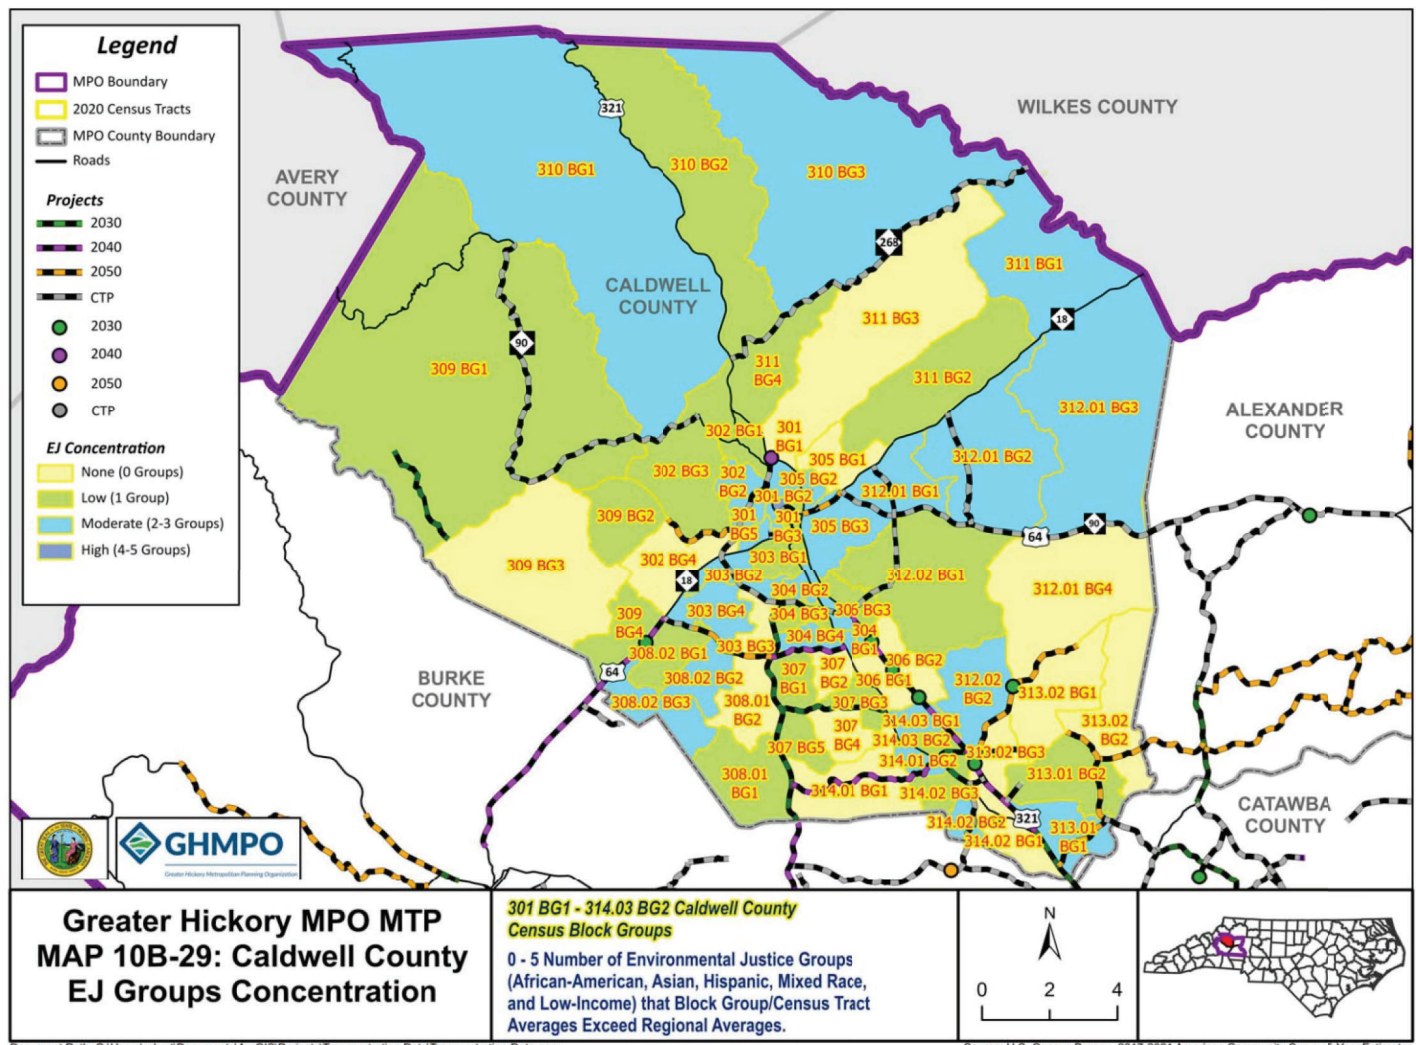 Legend
MPO Boundary
2020 Census Tracts
MPO County Boundary
Roads
Projects
2030
2040
2050
CTP
2030
2040
2050
CTP
EJ Concentration
None (0 Groups)
Low (1 Group)
Moderate (2-3 Groups)
High (4-5 Groups)
WILKES COUNTY
AVERY
COUNTY
CALDWELL
COUNTY
ALEXANDER
COUNTY
BURKE
COUNTY
CATAWBA
COUNTY
321
268
18
90
90
64
18
64
321
310 BG1
310 BG2
310 BG3
311 BG1
311 BG3
309 BG1
311
BG4
311 BG2
312.01 BG3
302 BG1
301
BG1
305 BG1
312.01 BG2
302 BG3
302
BG2
305 BG2
301 BG2
312.01 BG1
309 BG2
301
BG5
301
BG3
305 BG3
309 BG3
302 BG4
303 BG1
303 BG2
312.02 BG1
304 BG2
312.01 BG4
309
BG4
303 BG4
304 BG3
306 BG3
304 BG4
304
BG1
308.02 BG1
303 BG3
306 BG2
308.02 BG2
307
BG1
307
BG2
306 BG1
312.02
BG2
313.02 BG1
308.02 BG3
308.01
BG2
307 BG3
314.03 BG1
313.02
BG2
307 BG5
307
BG4
314.03 BG2
313.02 BG3
314.01 BG2
308.01
BG1
313.01 BG2
314.01 BG1
314.02 BG3
314.02 BG2
314.02 BG1
313.01
BG1
GHMPO
Greater Hickory Metropolitan Planning Organization
Greater Hickory MPO MTP
MAP 10B-29: Caldwell County
EJ Groups Concentration
301 BG1 - 314.03 BG2 Caldwell County
Census Block Groups
0 - 5 Number of Environmental Justice Groups
(African-American, Asian, Hispanic, Mixed Race,
and Low-Income) that Block Group/Census Tract
Averages Exceed Regional Averages.
N
0 2 4